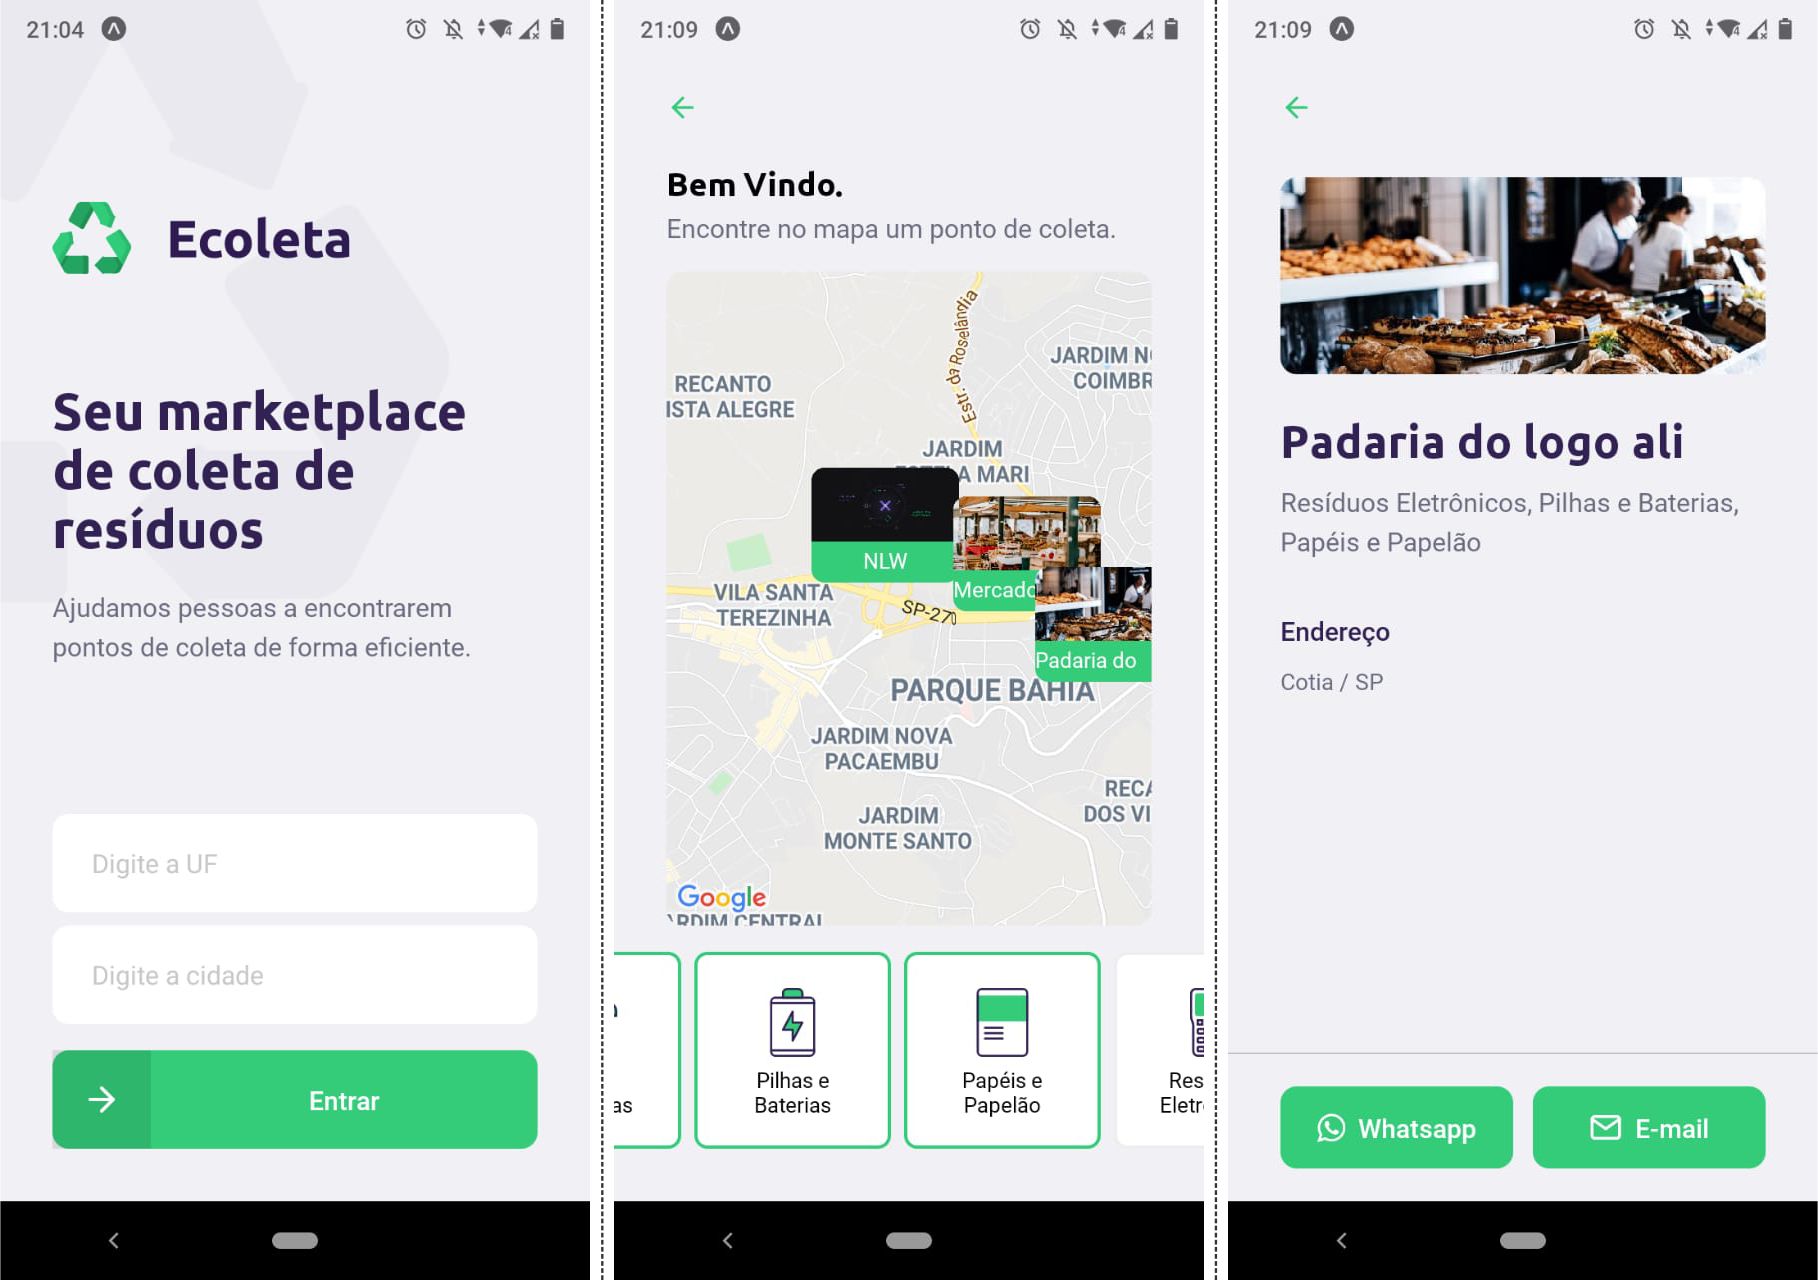 21:04
Ecoleta
Seu marketplace
de coleta de
resíduos
Ajudamos pessoas a encontrarem
pontos de coleta de forma eficiente.
Digite a UF
Digite a cidade
Entrar
21:09
Bem Vindo.
Encontre no mapa um ponto de coleta.
Estr. da Roselândia
JARDIM N
COIMBR
RECANTO
ISTA ALEGRE
JARDIM
LA MARI
NLW
Mercado
VILA SANTA
TEREZINHA
SP-270
Padaria do
PARQUE BAHIA
JARDIM NOVA
PACAEMBU
RECA
DOS VI
JARDIM
MONTE SANTO
Google
ARDIM CENTRAL
as
Pilhas e
Baterias
Papéis e
Papelão
Res
Eletr
21:09
Padaria do logo ali
Resíduos Eletrônicos, Pilhas e Baterias,
Papéis e Papelão
Endereço
Cotia / SP
Whatsapp
E-mail